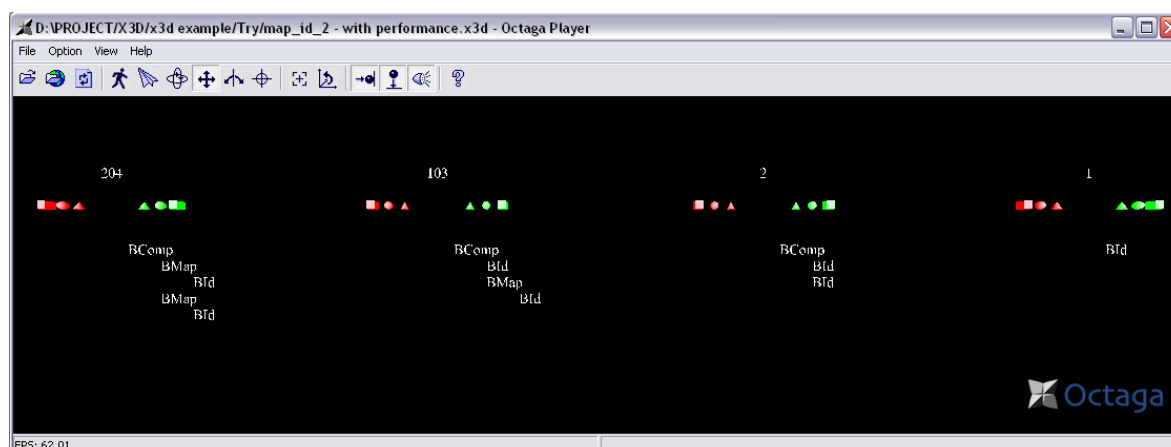 D:\PROJECT/X3D/x3d example/Try/map_id_2 - with performance.x3d - Octaga Player
File Option View Help
204 103 2 1
BComp BComp BComp BId
BMap BId BId
BId BMap BId
BMap BId
BId
Octaga
FPS: 62.01